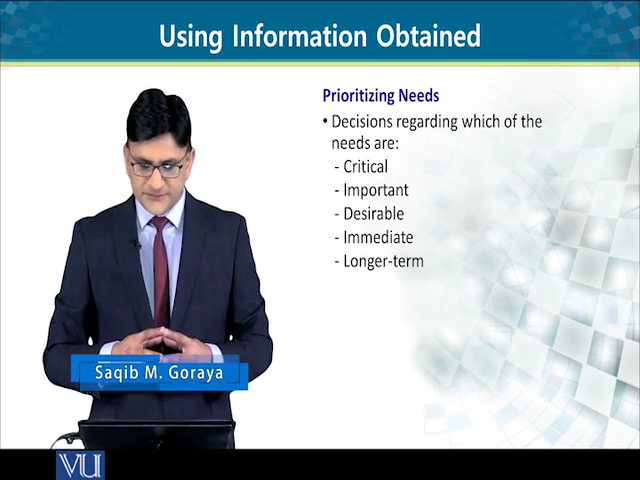 Using Information Obtained
Prioritizing Needs
• Decisions regarding which of the
needs are:
- Critical
- Important
- Desirable
- Immediate
- Longer-term
Saqib M. Goraya
VU